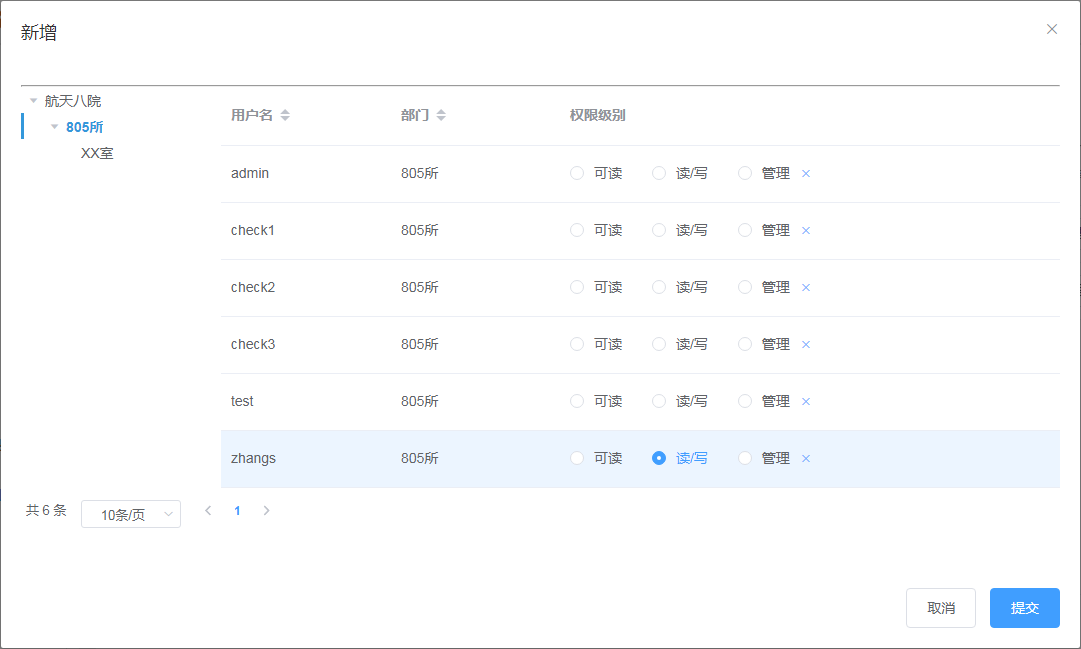 新增
航天八院
805所
XX室
用户名 部门 权限级别
admin 805所 可读 读/写 管理
check1 805所 可读 读/写 管理
check2 805所 可读 读/写 管理
check3 805所 可读 读/写 管理
test 805所 可读 读/写 管理
zhangs 805所 可读 读/写 管理
共 6 条 10条/页 1
取消 提交